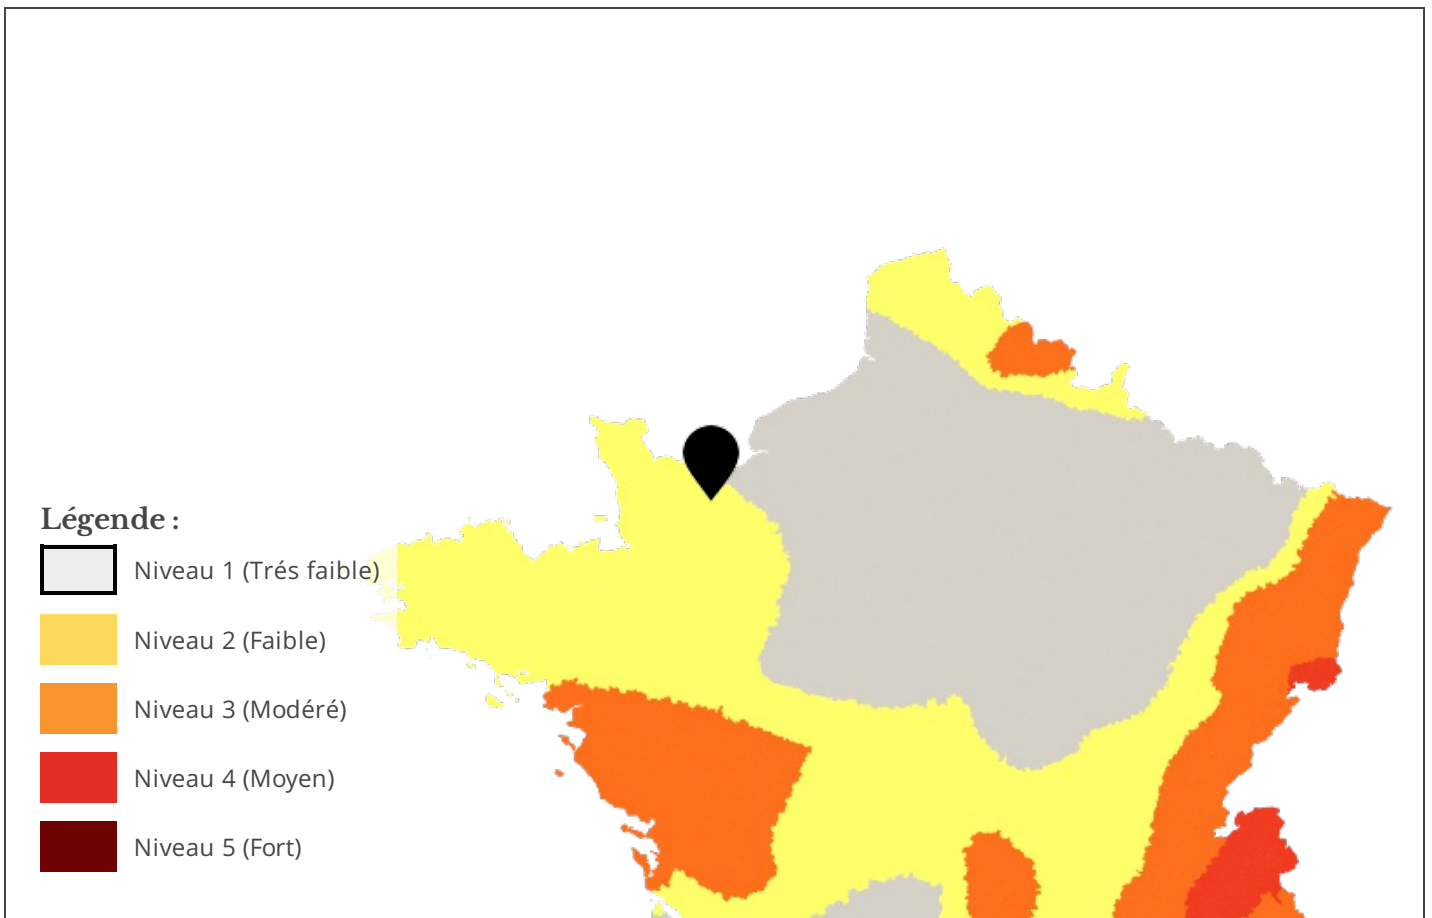 Légende :
Niveau 1 (Trés faible)
Niveau 2 (Faible)
Niveau 3 (Modéré)
Niveau 4 (Moyen)
Niveau 5 (Fort)